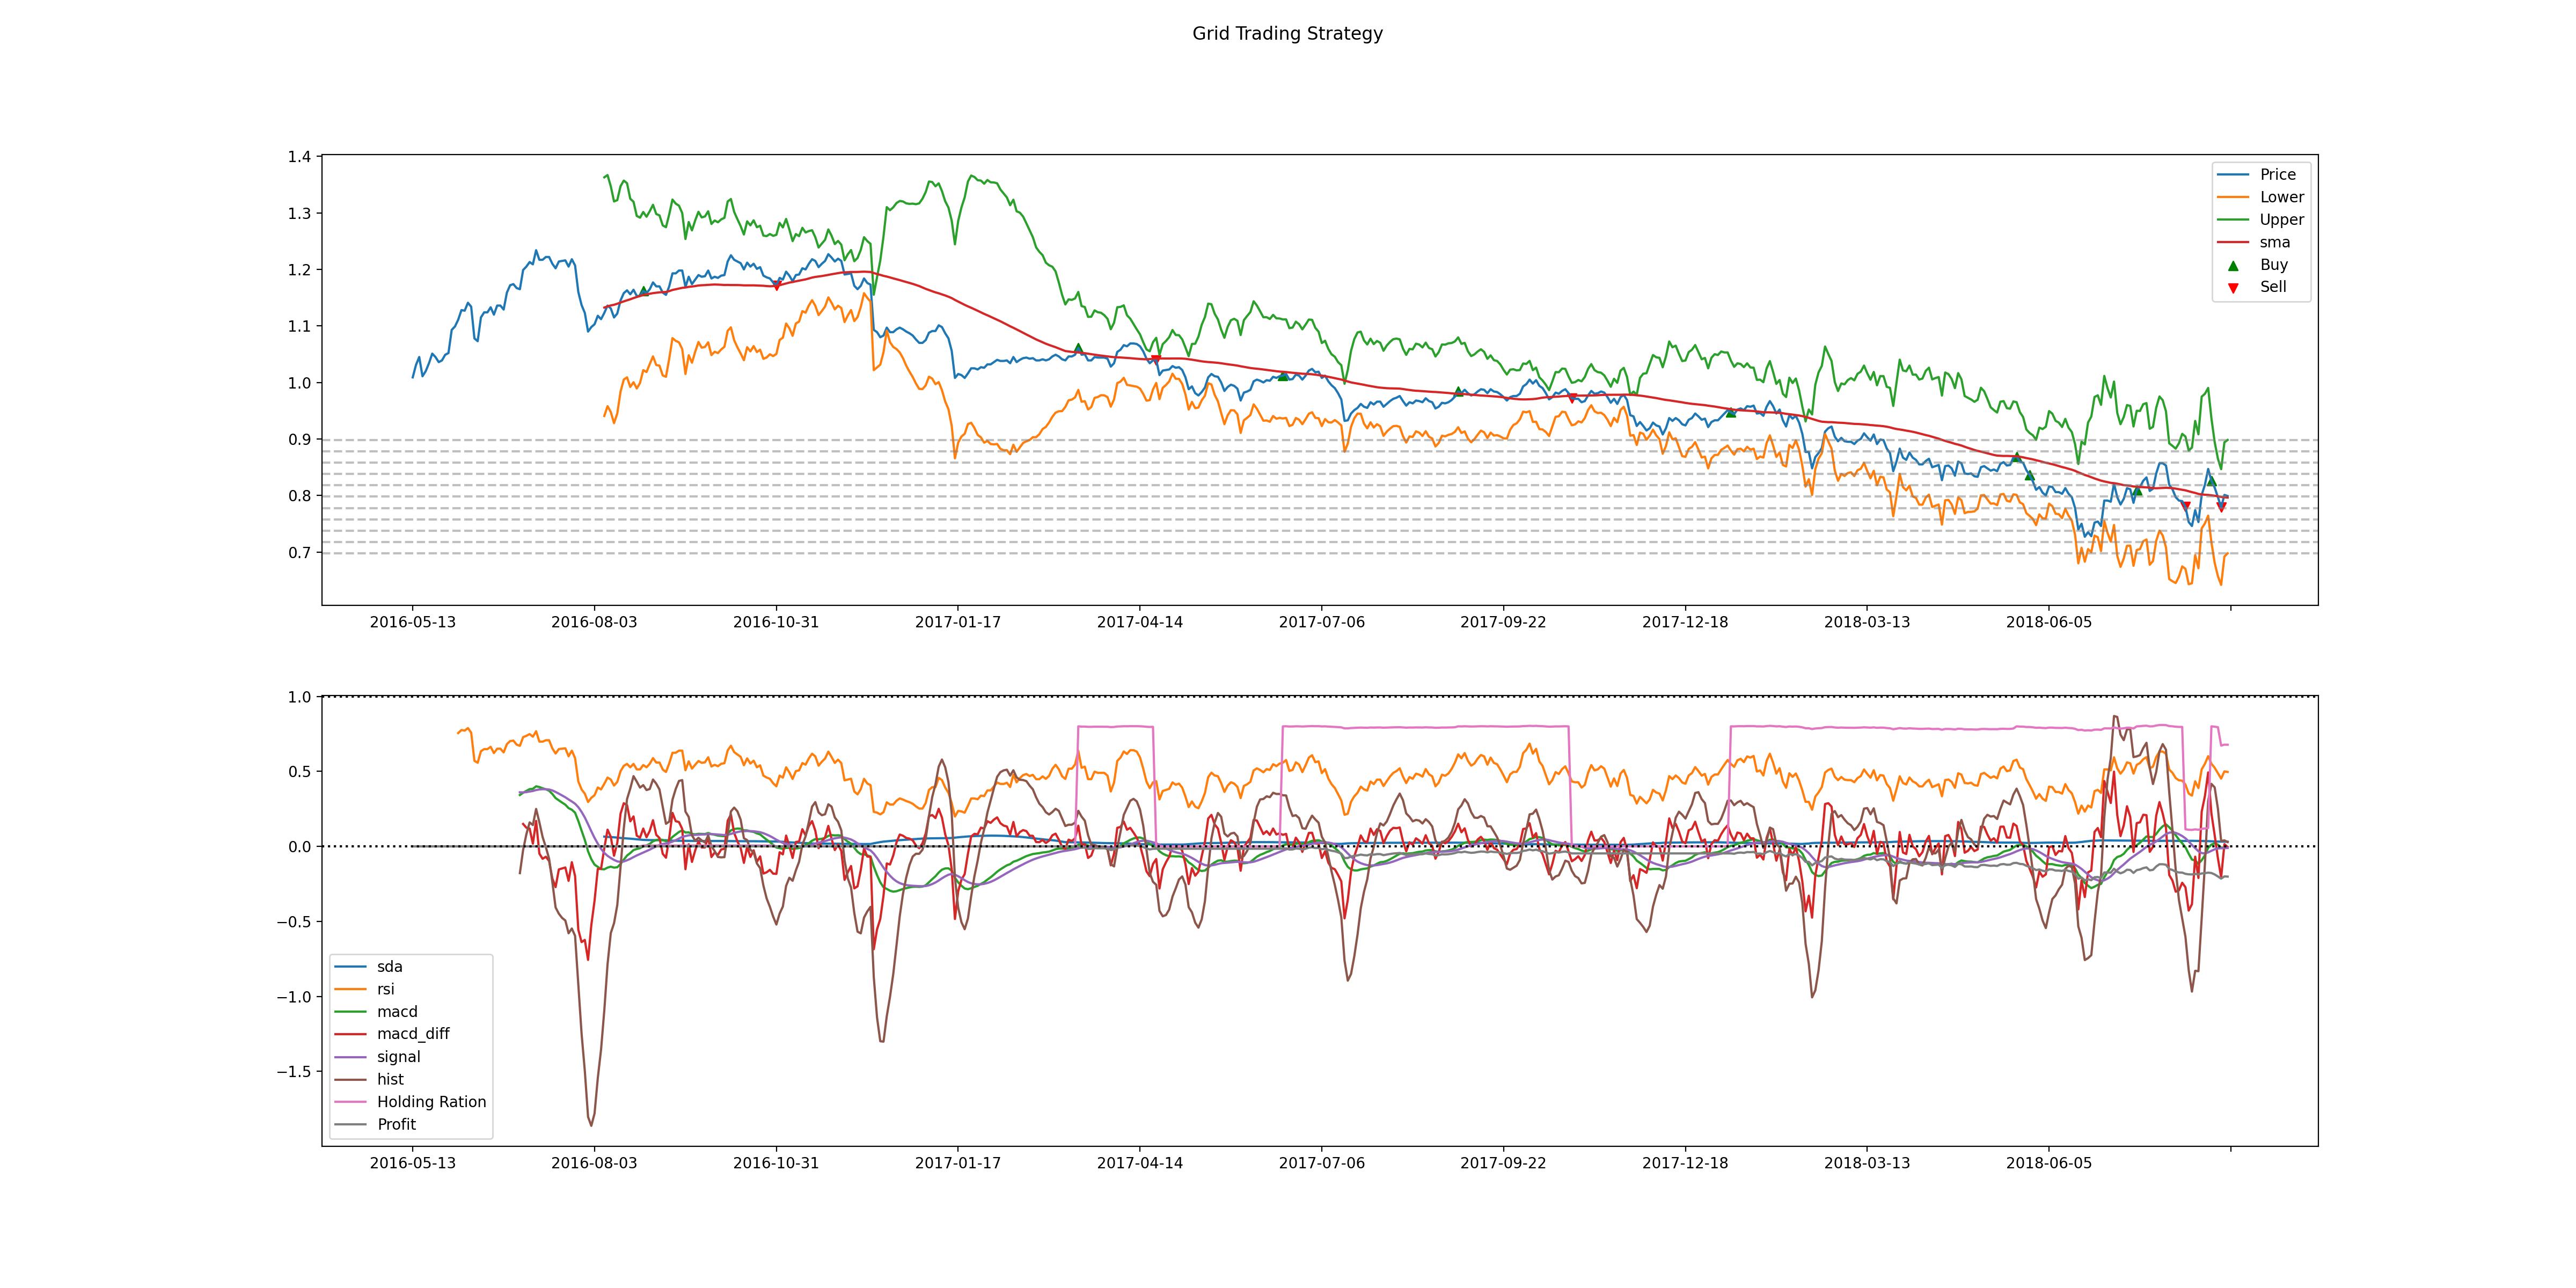 Grid Trading Strategy
1.4
1.3
1.2
1.1
1.0
0.9
0.8
0.7
Price
Lower
Upper
sma
Buy
Sell
2016-05-13 2016-08-03 2016-10-31 2017-01-17 2017-04-14 2017-07-06 2017-09-22 2017-12-18 2018-03-13 2018-06-05
1.0
0.5
0.0
−0.5
−1.0
−1.5
sda
rsi
macd
macd_diff
signal
hist
Holding Ration
Profit
2016-05-13 2016-08-03 2016-10-31 2017-01-17 2017-04-14 2017-07-06 2017-09-22 2017-12-18 2018-03-13 2018-06-05